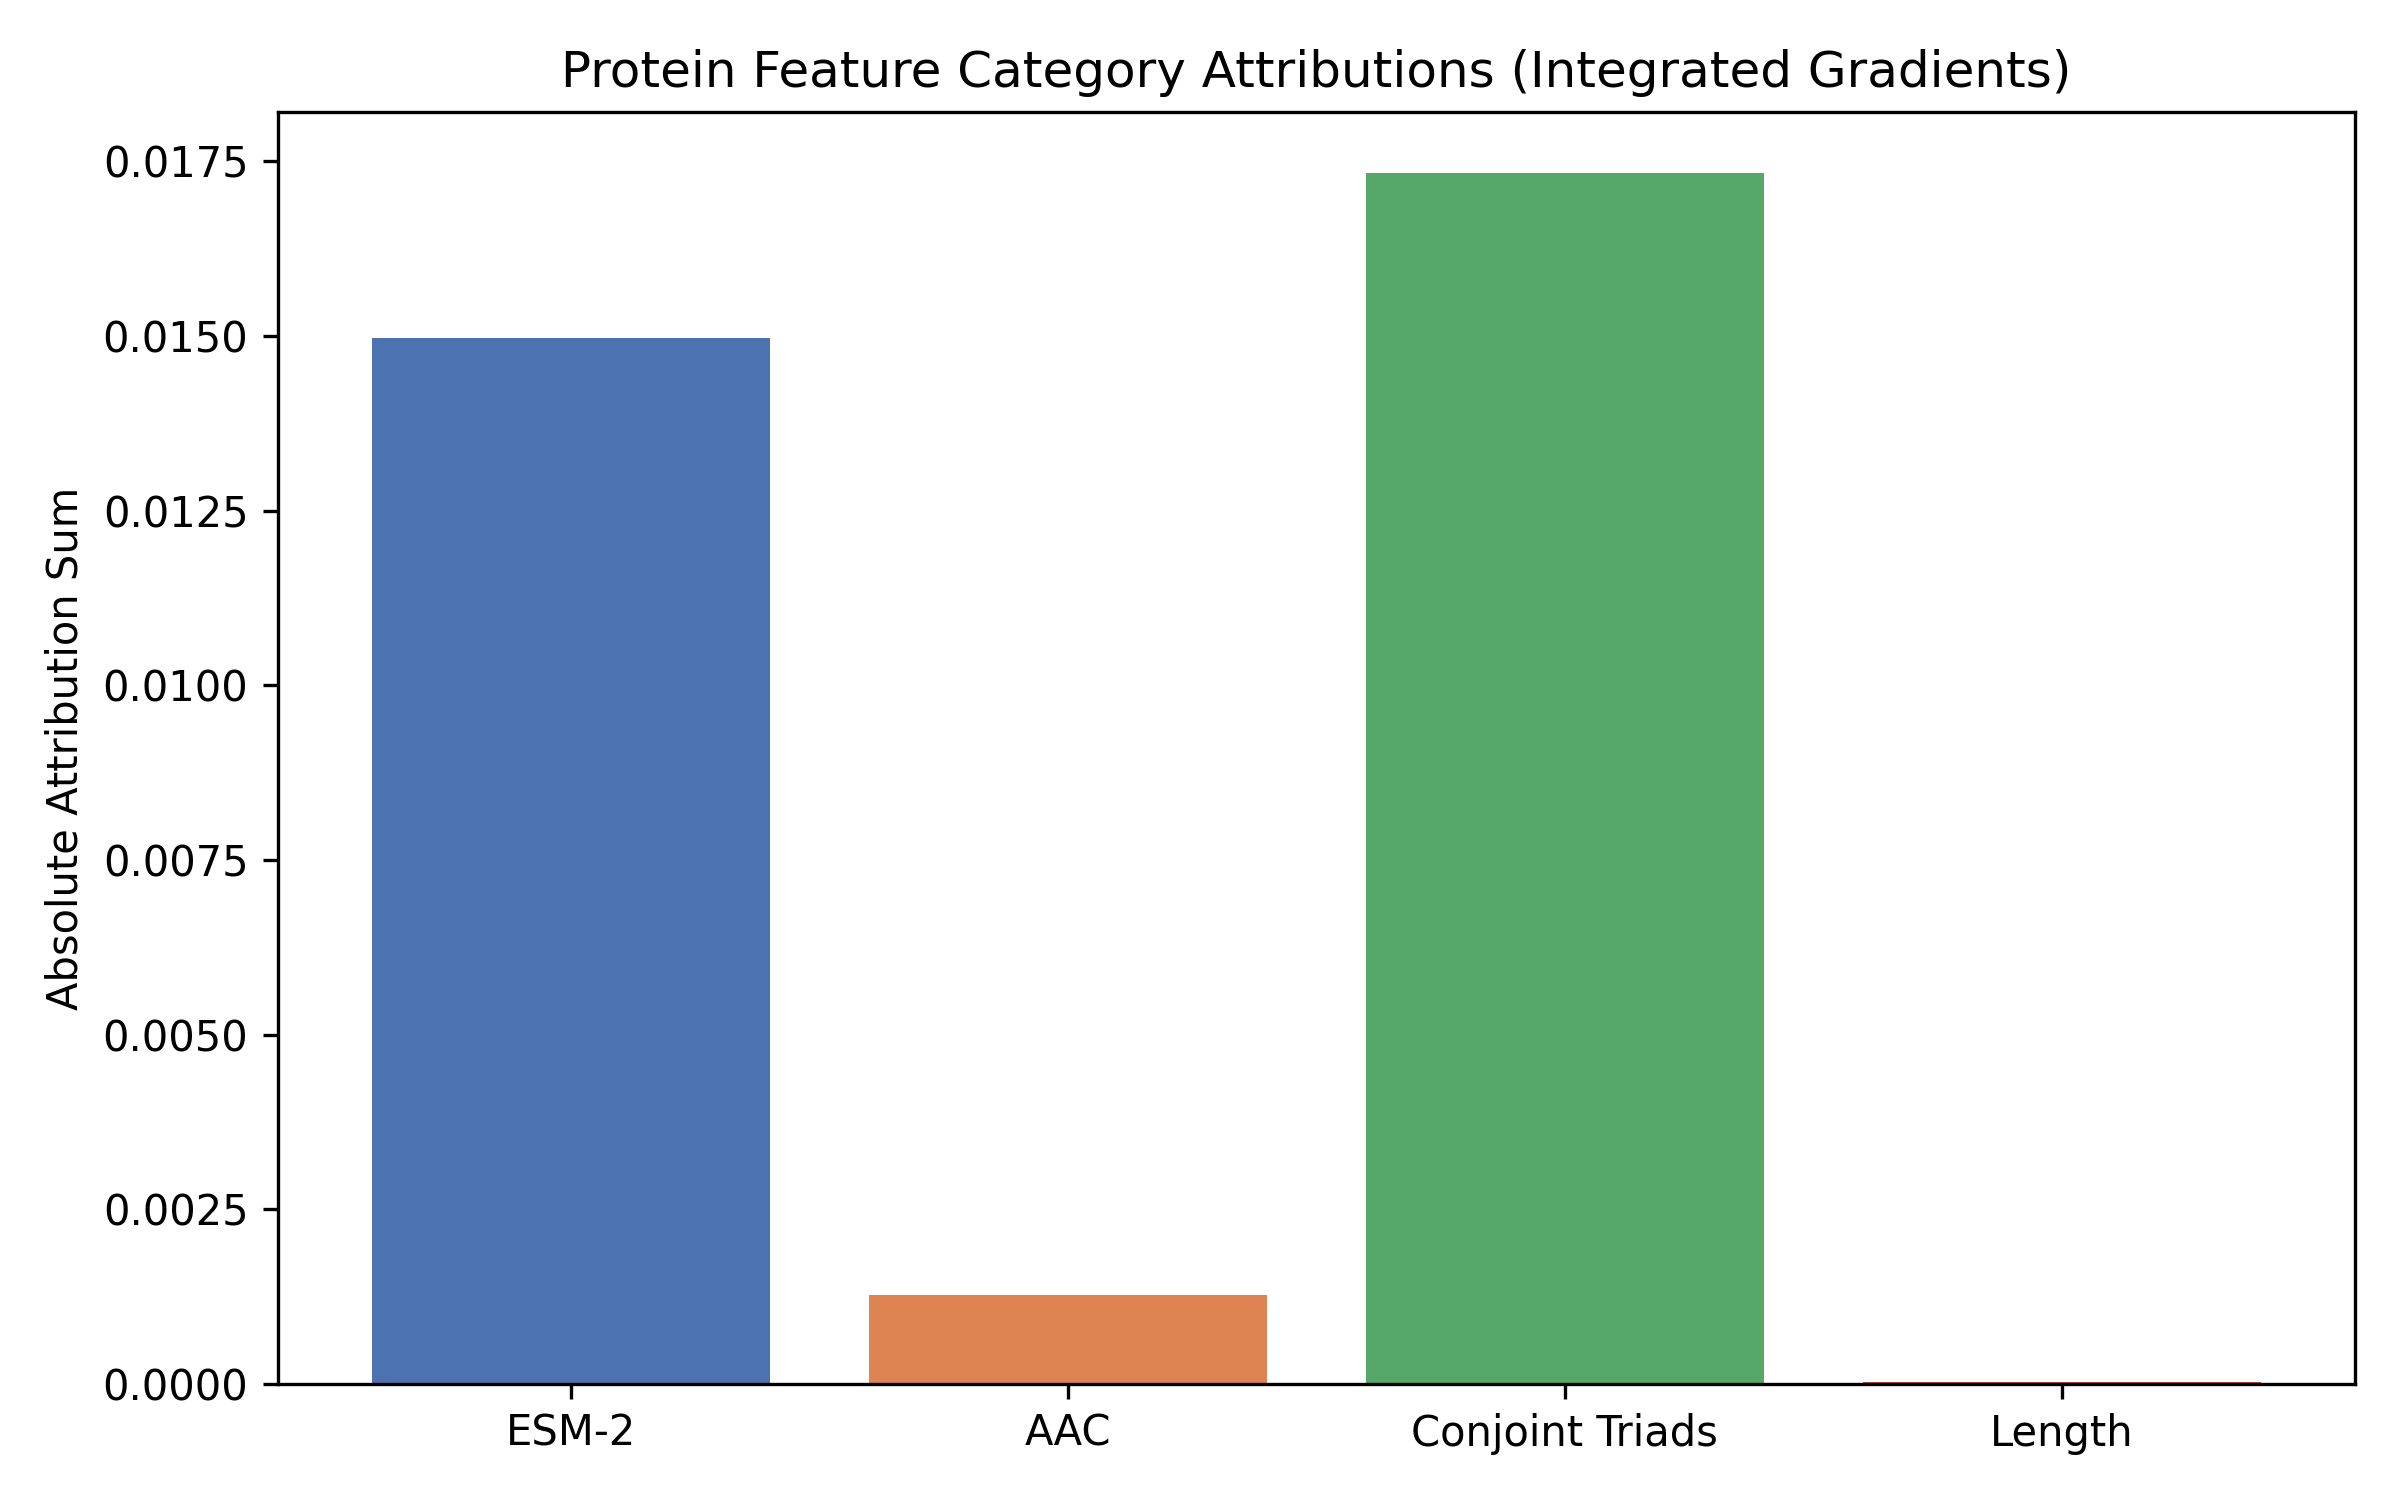 Protein Feature Category Attributions (Integrated Gradients)
Absolute Attribution Sum
0.0175
0.0150
0.0125
0.0100
0.0075
0.0050
0.0025
0.0000
ESM-2 AAC Conjoint Triads Length